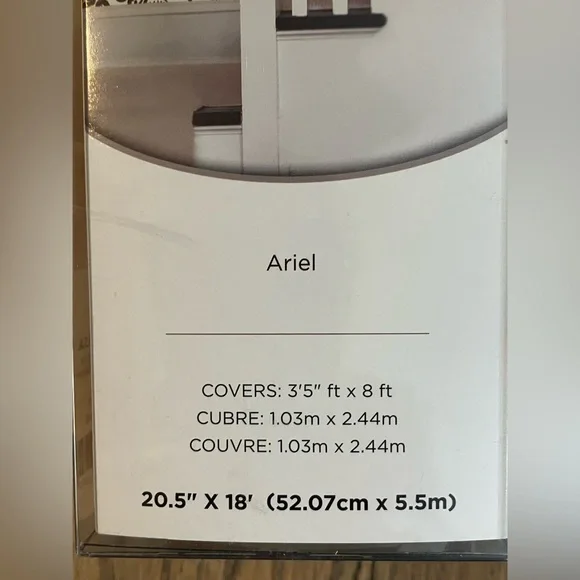 Ariel
COVERS: 3'5" ft x 8 ft
CUBRE: 1.03m x 2.44m
COUVRE: 1.03m x 2.44m
20.5" X 18' (52.07cm x 5.5m)